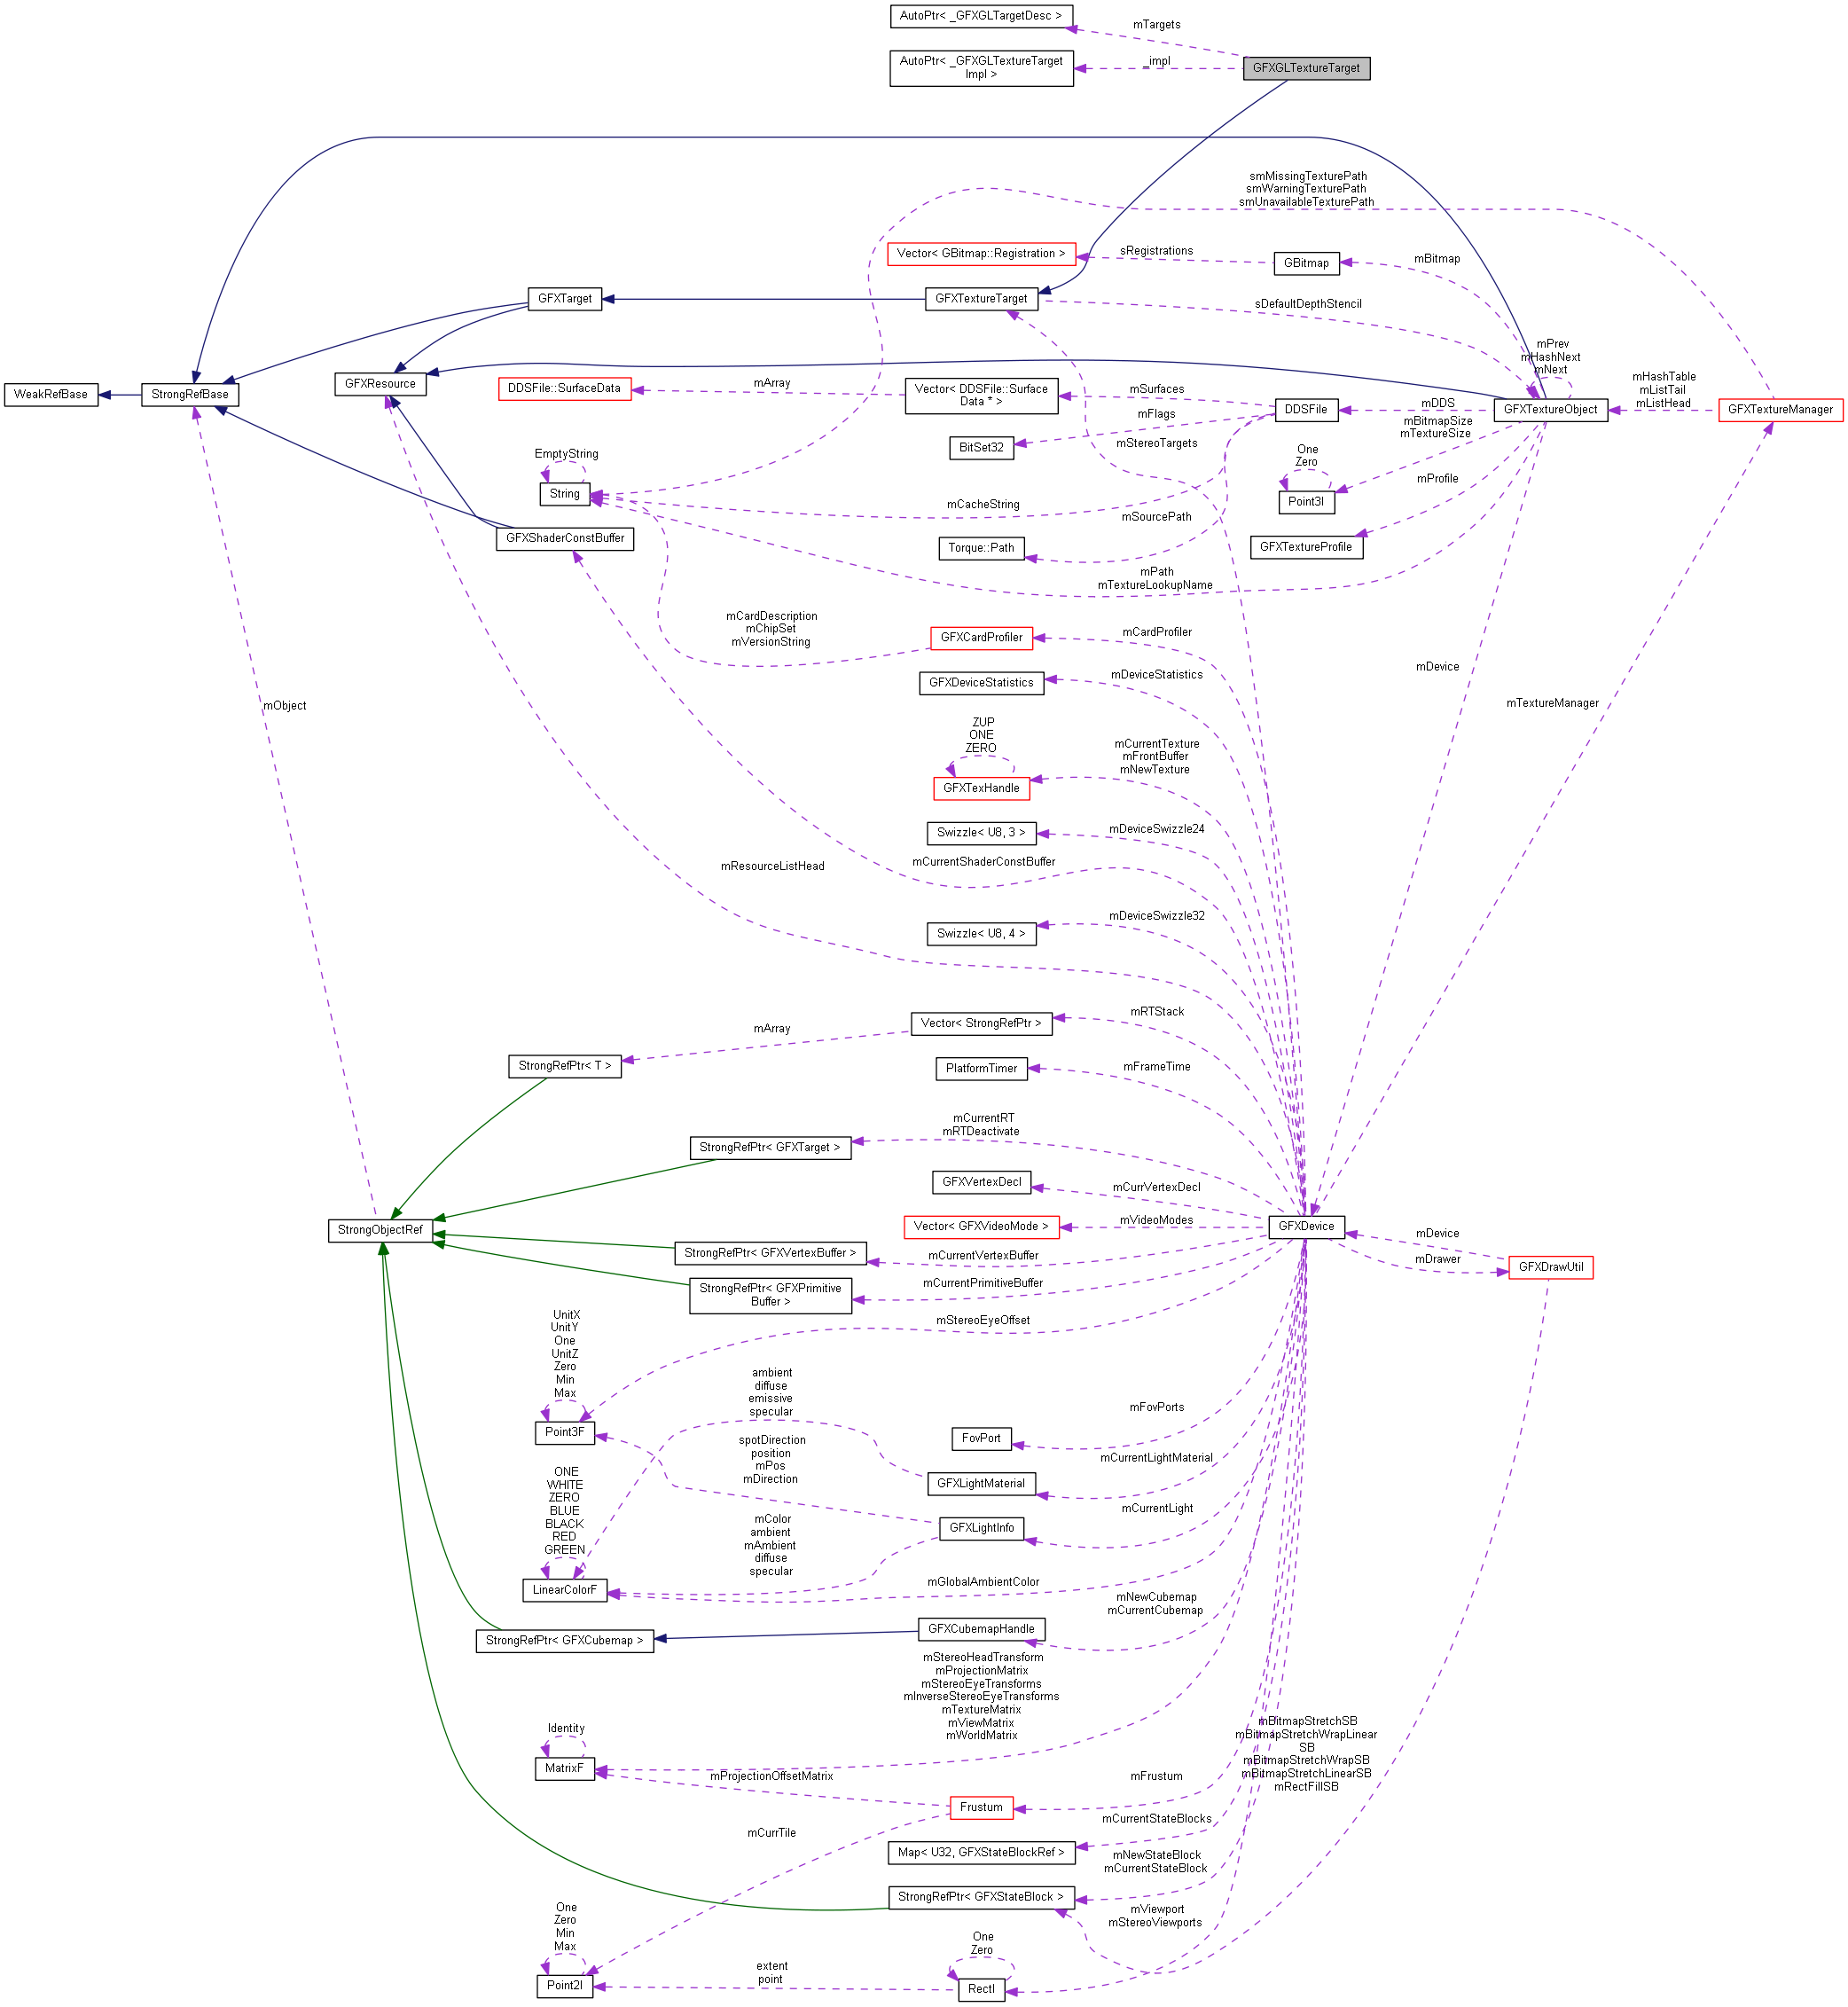 AutoPtr< _GFXGLTargetDesc >
mTargets
AutoPtr< _GFXGLTextureTarget
Impl >
_impl
GFXGLTextureTarget
smMissingTexturePath
smWarningTexturePath
smUnavailableTexturePath
Vector< GBitmap::Registration >
sRegistrations
GBitmap
mBitmap
GFXTarget
GFXTextureTarget
sDefaultDepthStencil
mPrev
mHashNext
mNext
WeakRefBase
StrongRefBase
GFXResource
DDSFile::SurfaceData
mArray
Vector< DDSFile::Surface
Data * >
mSurfaces
mFlags
DDSFile
mDDS
GFXTextureObject
mHashTable
mListTail
mListHead
GFXTextureManager
mBitmapSize
mTextureSize
BitSet32
mStereoTargets
One
Zero
Point3I
mProfile
EmptyString
String
mCacheString
mSourcePath
GFXShaderConstBuffer
Torque::Path
GFXTextureProfile
mPath
mTextureLookupName
mCardDescription
mChipSet
mVersionString
GFXCardProfiler
mCardProfiler
GFXDeviceStatistics
mDeviceStatistics
mDevice
mTextureManager
mObject
ZUP
ONE
ZERO
GFXTexHandle
mCurrentTexture
mFrontBuffer
mNewTexture
Swizzle< U8, 3 >
mDeviceSwizzle24
mResourceListHead
mCurrentShaderConstBuffer
Swizzle< U8, 4 >
mDeviceSwizzle32
Vector< StrongRefPtr >
mRTStack
mArray
StrongRefPtr< T >
PlatformTimer
mFrameTime
StrongRefPtr< GFXTarget >
mCurrentRT
mRTDeactivate
GFXVertexDecl
mCurrVertexDecl
StrongObjectRef
Vector< GFXVideoMode >
mVideoModes
GFXDevice
mDevice
mDrawer
GFXDrawUtil
StrongRefPtr< GFXVertexBuffer >
mCurrentVertexBuffer
StrongRefPtr< GFXPrimitive
Buffer >
mCurrentPrimitiveBuffer
mStereoEyeOffset
UnitX
UnitY
One
UnitZ
Zero
Min
Max
Point3F
ambient
diffuse
emissive
specular
FovPort
mFovPorts
spotDirection
position
mPos
mDirection
GFXLightMaterial
mCurrentLightMaterial
ONE
WHITE
ZERO
BLUE
BLACK
RED
GREEN
LinearColorF
mColor
ambient
mAmbient
diffuse
specular
GFXLightInfo
mCurrentLight
mGlobalAmbientColor
mNewCubemap
mCurrentCubemap
StrongRefPtr< GFXCubemap >
GFXCubemapHandle
mStereoHeadTransform
mProjectionMatrix
mStereoEyeTransforms
mInverseStereoEyeTransforms
mTextureMatrix
mViewMatrix
mWorldMatrix
Identity
MatrixF
mProjectionOffsetMatrix
Frustum
mFrustum
mBitmapStretchSB
mBitmapStretchWrapLinear
SB
mBitmapStretchWrapSB
mBitmapStretchLinearSB
mRectFillSB
mCurrTile
Map< U32, GFXStateBlockRef >
mCurrentStateBlocks
StrongRefPtr< GFXStateBlock >
mNewStateBlock
mCurrentStateBlock
mViewport
mStereoViewports
One
Zero
Min
Max
Point2I
extent
point
One
Zero
RectI